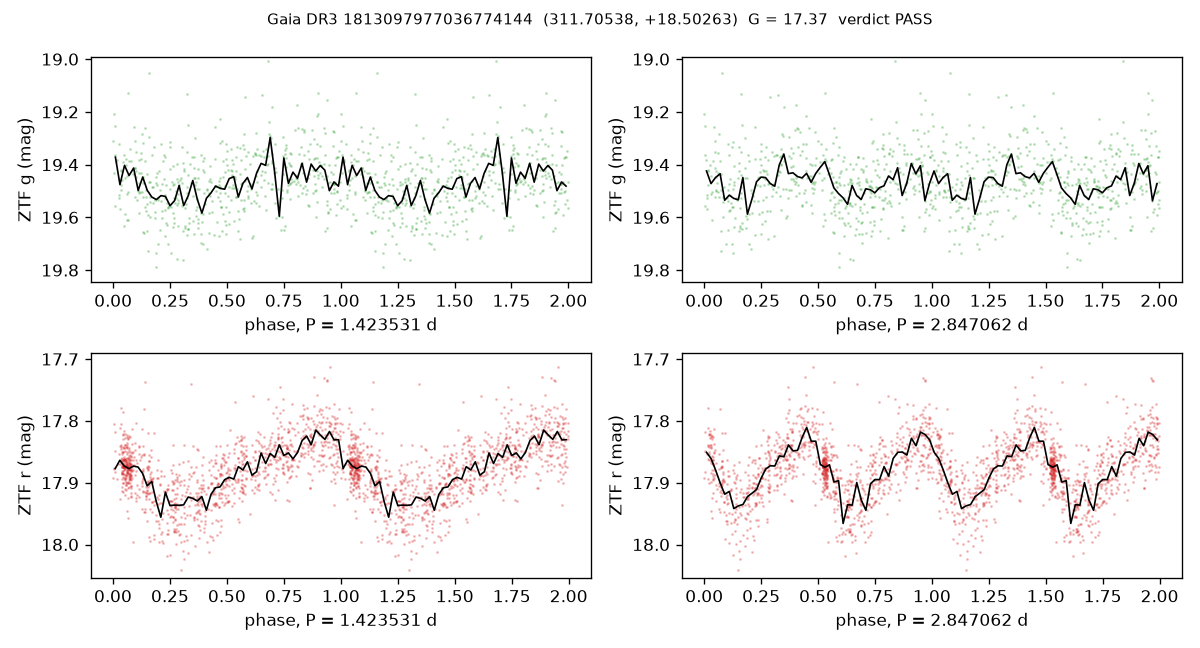 Gaia DR3 1813097977036774144 (311.70538, +18.50263) G = 17.37 verdict PASS
19.0
19.2
19.4
19.6
19.8
ZTF g (mag)
0.00 0.25 0.50 0.75 1.00 1.25 1.50 1.75 2.00
phase, P = 1.423531 d
19.0
19.2
19.4
19.6
19.8
ZTF g (mag)
0.00 0.25 0.50 0.75 1.00 1.25 1.50 1.75 2.00
phase, P = 2.847062 d
17.7
17.8
17.9
18.0
ZTF r (mag)
0.00 0.25 0.50 0.75 1.00 1.25 1.50 1.75 2.00
phase, P = 1.423531 d
17.7
17.8
17.9
18.0
ZTF r (mag)
0.00 0.25 0.50 0.75 1.00 1.25 1.50 1.75 2.00
phase, P = 2.847062 d